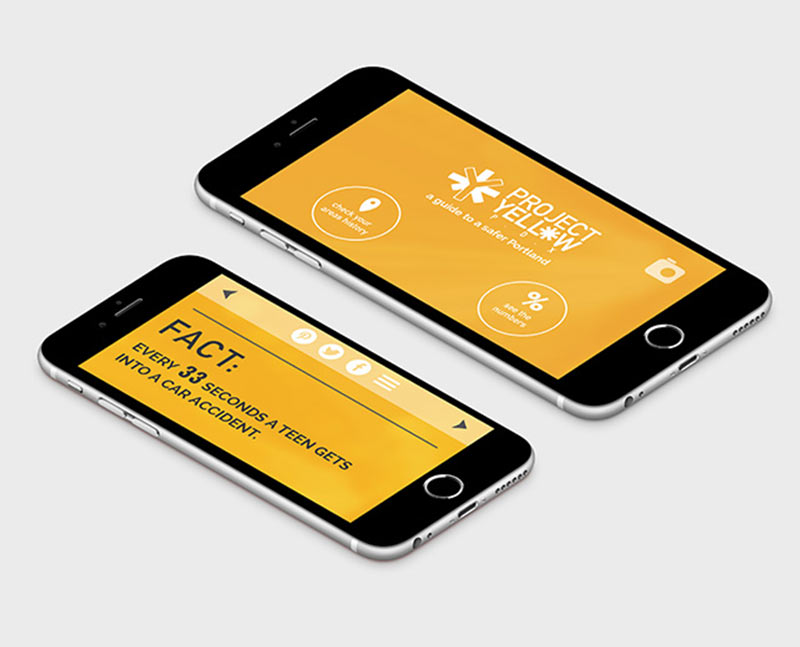 PROJECT
YELLOW
P D X
a guide to a safer Portland
check your
areas history
%
see the
numbers
FACT:
EVERY 33 SECONDS A TEEN GETS
INTO A CAR ACCIDENT.